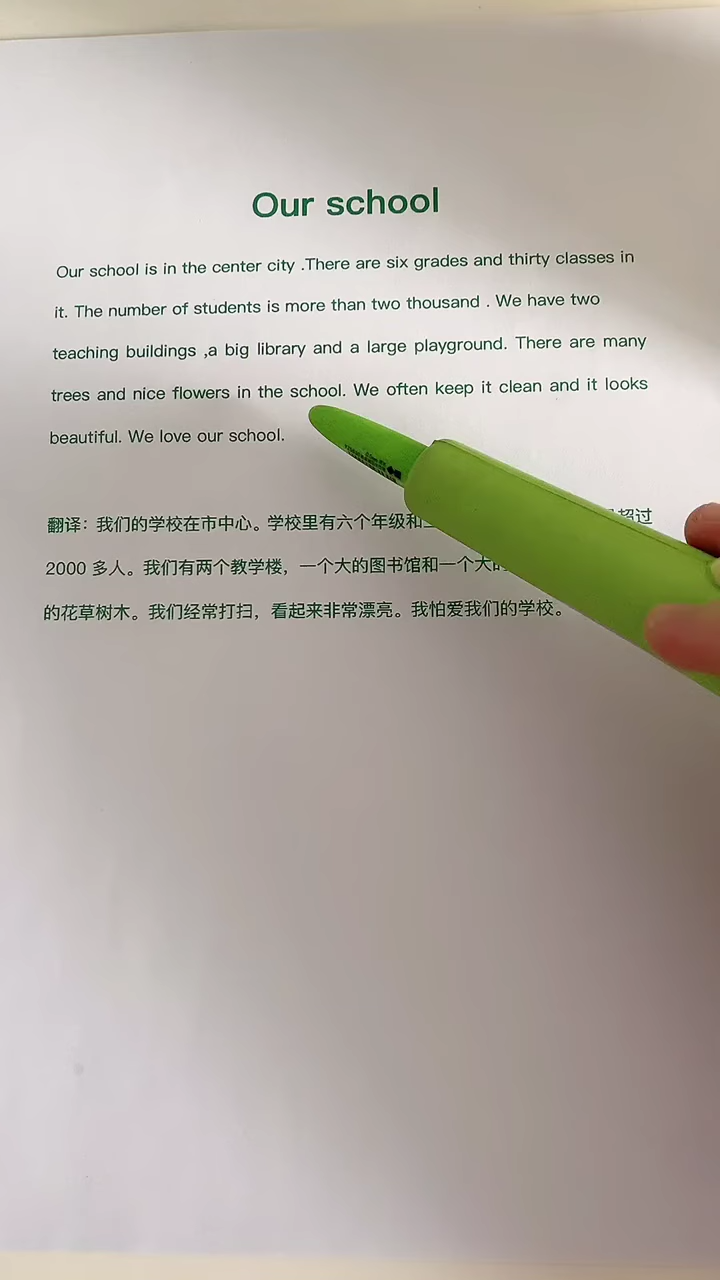 Our school
Our school is in the center city .There are six grades and thirty classes in
it. The number of students is more than two thousand . We have two
teaching buildings ,a big library and a large playground. There are many
trees and nice flowers in the school. We often keep it clean and it looks
beautiful. We love our school.
翻译：我们的学校在市中心。学校里有六个年级和 超过
2000 多人。我们有两个教学楼，一个大的图书馆和一个大
的花草树木。我们经常打扫，看起来非常漂亮。我怕爱我们的学校。